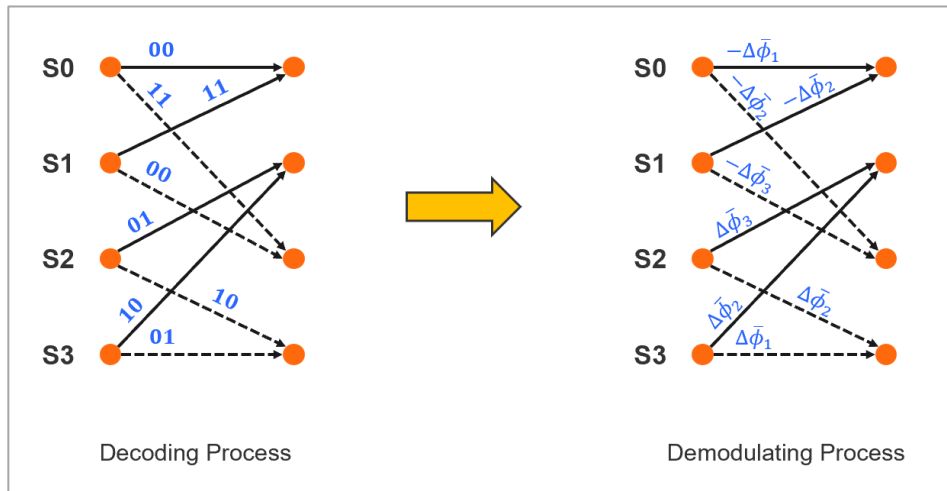 S0
00
11
S1
11
00
S2
01
10
S3
10
01
Decoding Process
S0
−Δϕ̄₁
−Δϕ̄₂
S1
−Δϕ̄₂
−Δϕ̄₃
S2
Δϕ̄₃
Δϕ̄₂
S3
Δϕ̄₂
Δϕ̄₁
Demodulating Process